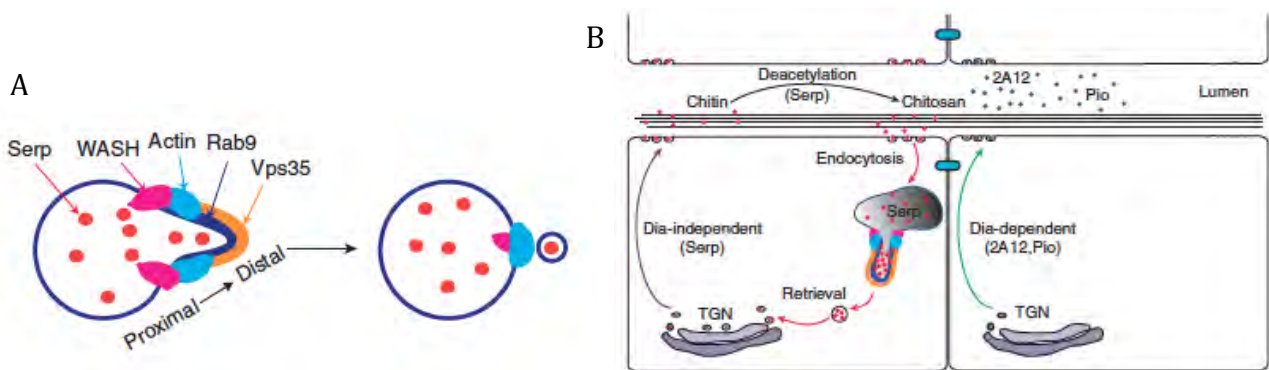 A
Serp
WASH
Actin
Rab9
Vps35
Proximal
Distal
B
Deacetylation
(Serp)
Chitin
Chitosan
2A12
Pio
Lumen
Endocytosis
Serp
Dia-independent
(Serp)
Dia-dependent
(2A12,Pio)
Retrieval
TGN
TGN